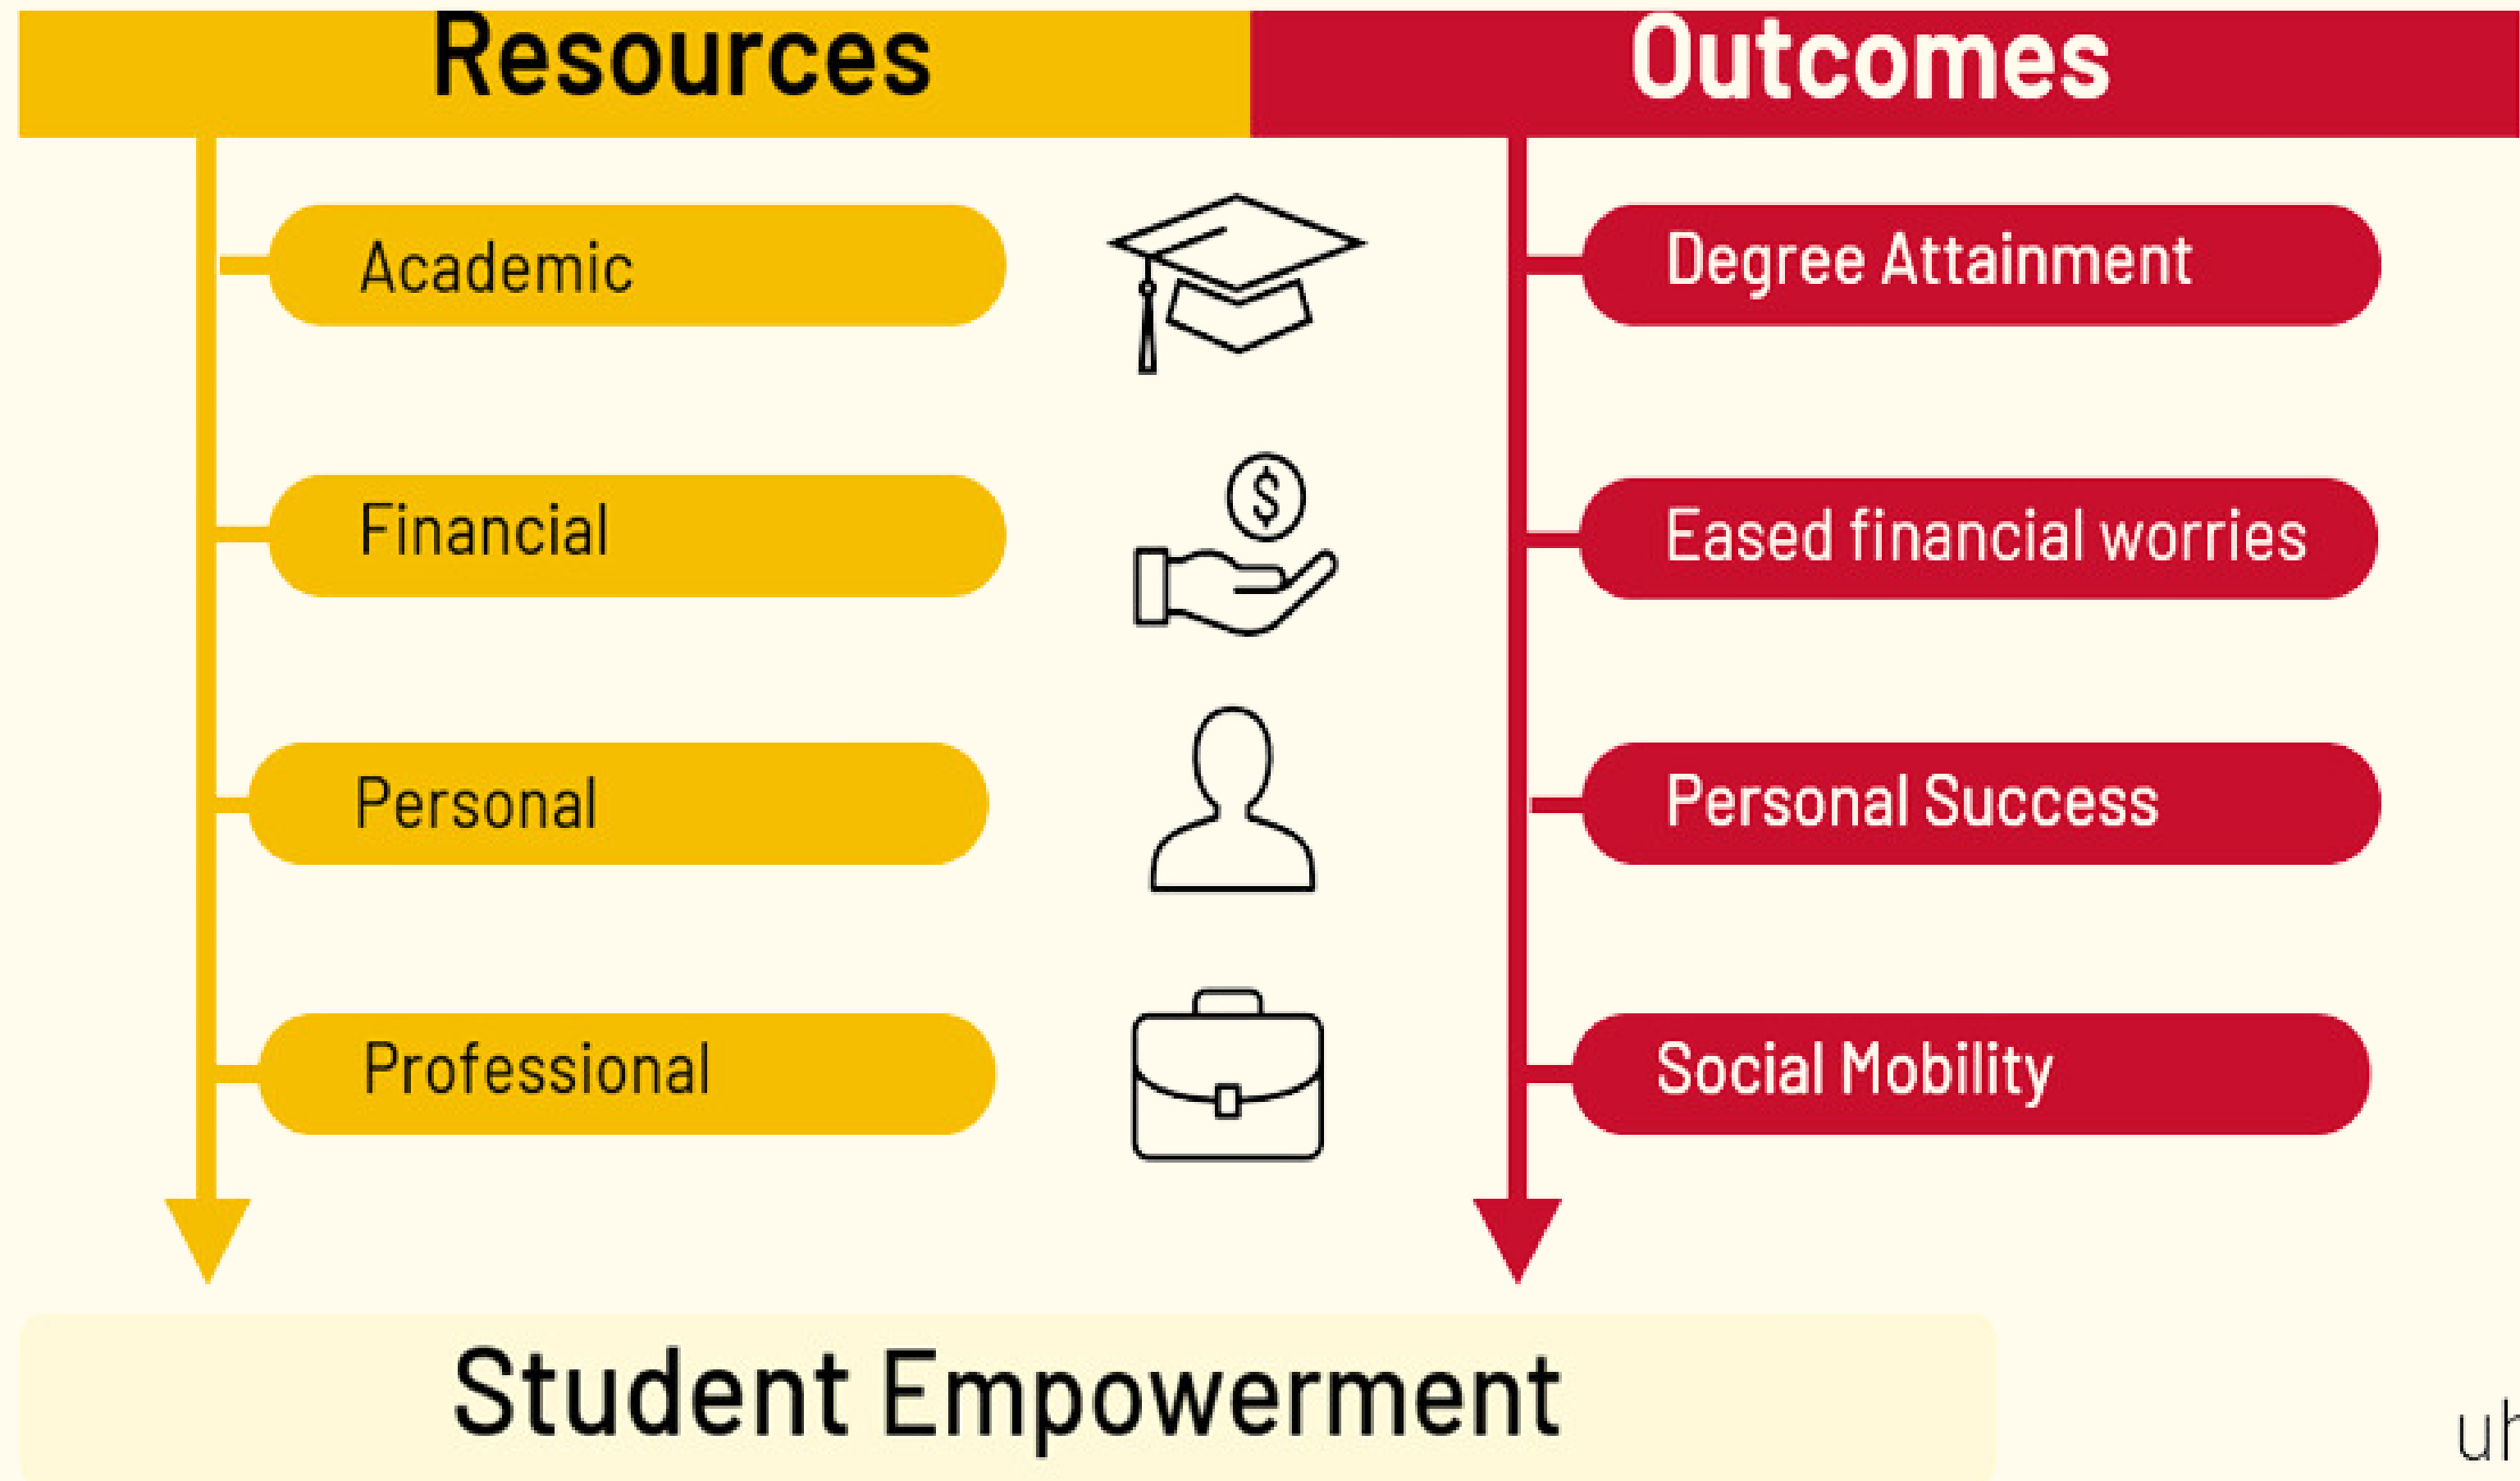 Resources
Outcomes
Academic
Degree Attainment
$
Financial
Eased financial worries
Personal
Personal Success
Professional
Social Mobility
Student Empowerment